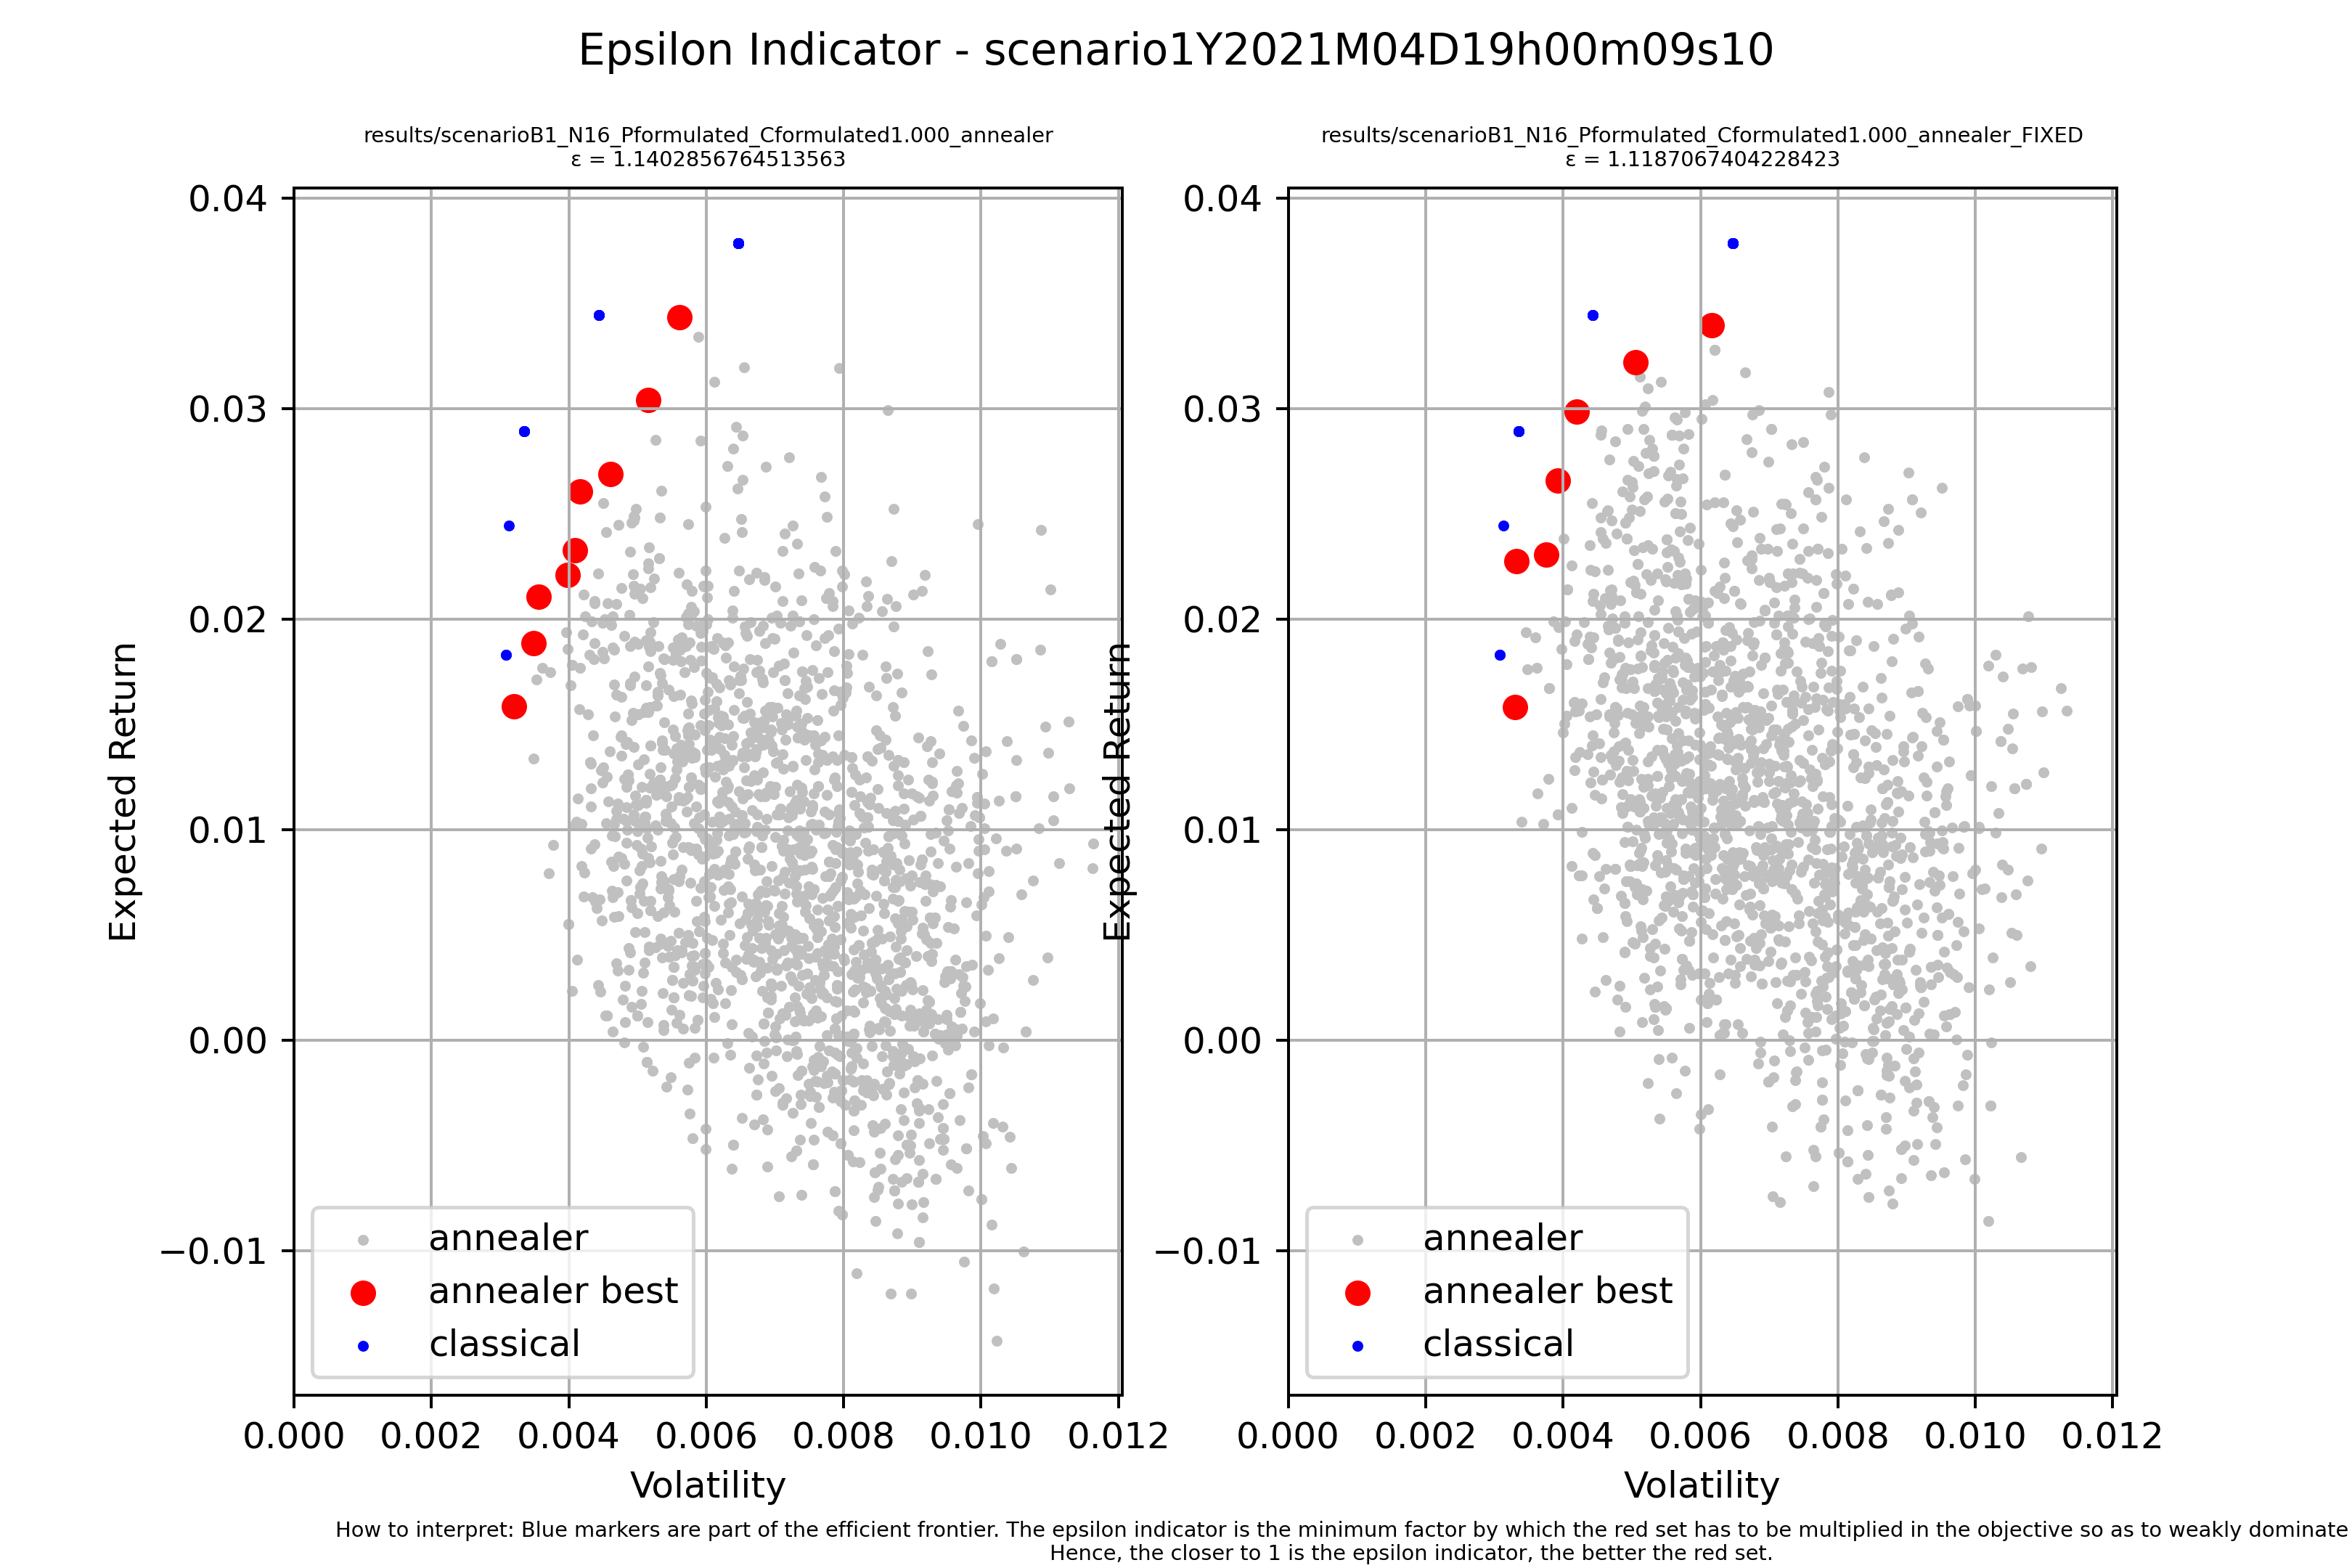 Epsilon Indicator - scenario1Y2021M04D19h00m09s10
results/scenarioB1_N16_Pformulated_Cformulated1.000_annealer
ε = 1.1402856764513563
0.04
0.03
0.02
0.01
0.00
−0.01
Expected Return
annealer
annealer best
classical
0.000 0.002 0.004 0.006 0.008 0.010 0.012
Volatility
results/scenarioB1_N16_Pformulated_Cformulated1.000_annealer_FIXED
ε = 1.1187067404228423
0.04
0.03
0.02
0.01
0.00
−0.01
Expected Return
annealer
annealer best
classical
0.000 0.002 0.004 0.006 0.008 0.010 0.012
Volatility
How to interpret: Blue markers are part of the efficient frontier. The epsilon indicator is the minimum factor by which the red set has to be multiplied in the objective so as to weakly dominate
Hence, the closer to 1 is the epsilon indicator, the better the red set.